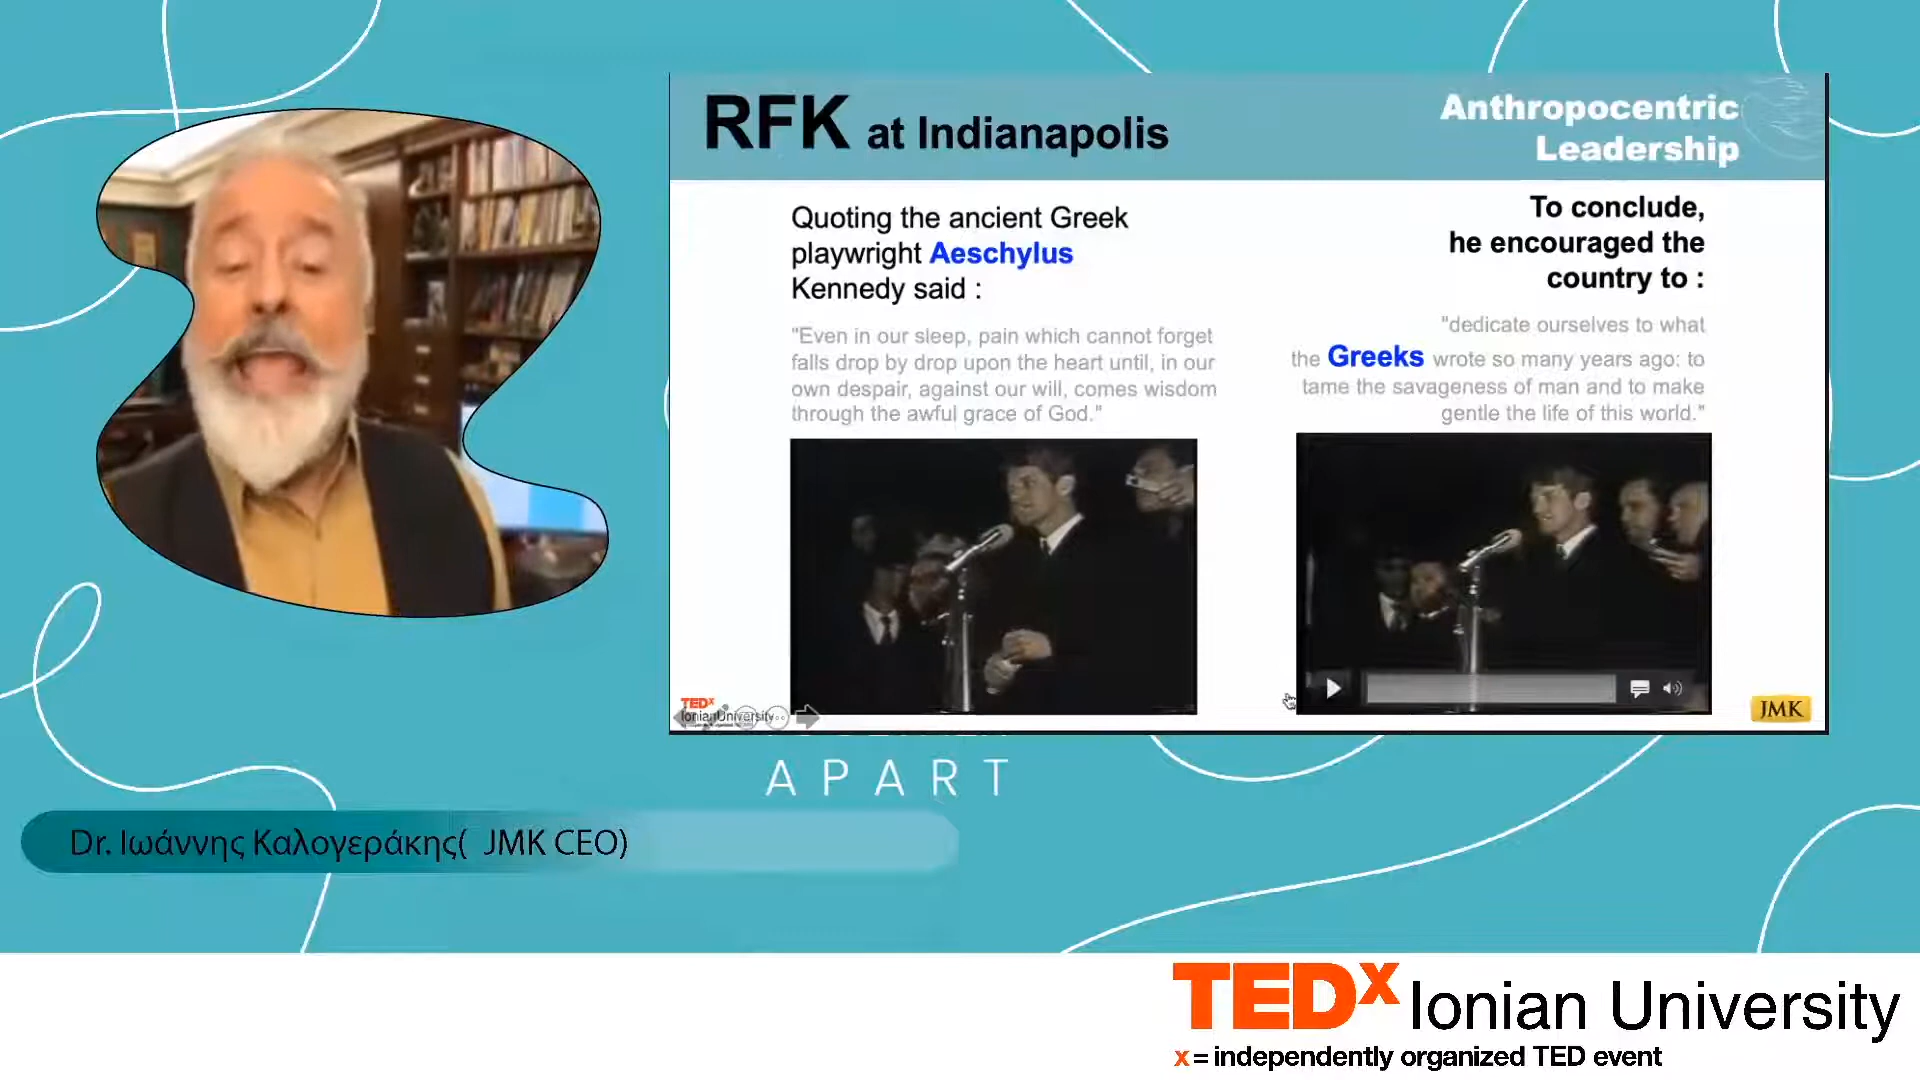 RFK at Indianapolis
Anthropocentric
Leadership
Quoting the ancient Greek
playwright Aeschylus
Kennedy said :
"Even in our sleep, pain which cannot forget
falls drop by drop upon the heart until, in our
own despair, against our will, comes wisdom
through the awful grace of God."
To conclude,
he encouraged the
country to :
"dedicate ourselves to what
the Greeks wrote so many years ago: to
tame the savageness of man and to make
gentle the life of this world."
TEDx
IonianUniversity
JMK
APART
Dr. Ιωάννης Καλογεράκης( JMK CEO)
TEDx Ionian University
x = independently organized TED event